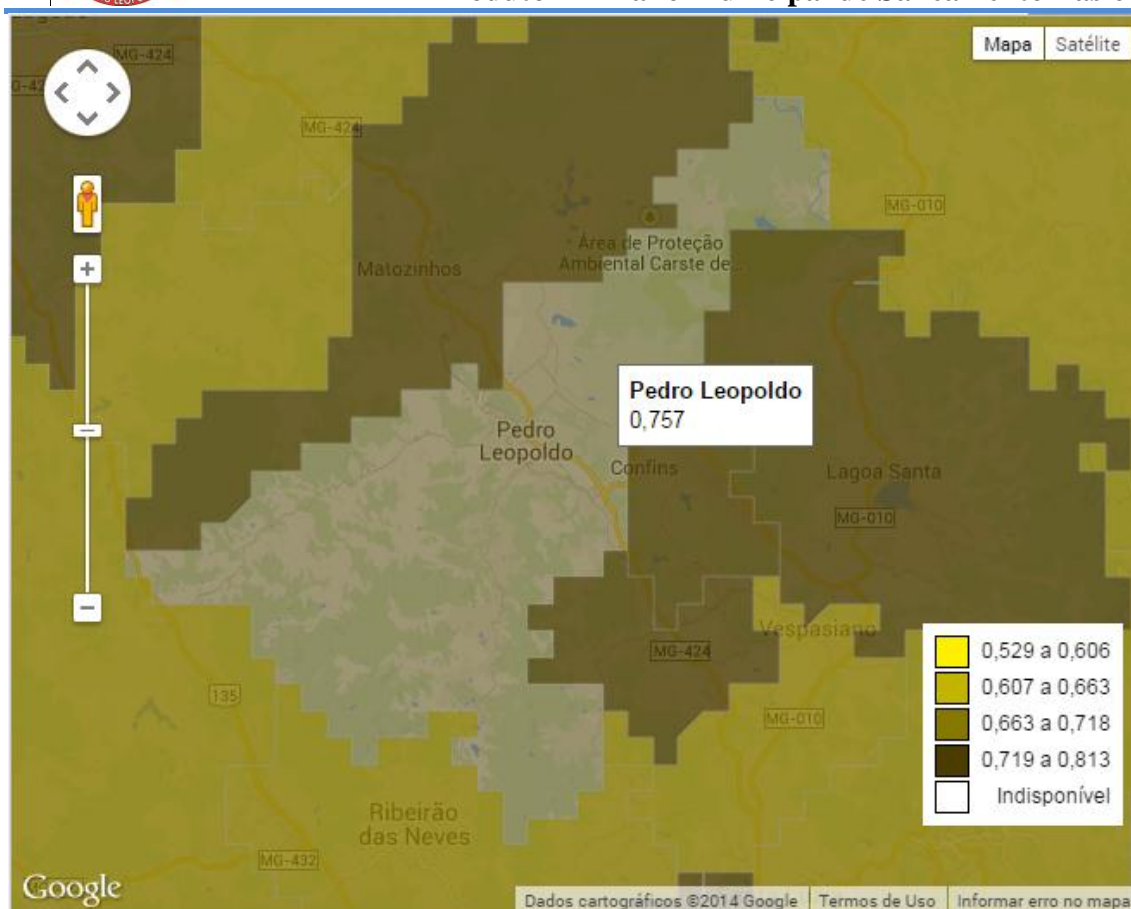 MG-424
Mapa
Satélite
MG-424
MG-010
Área de Proteção
Ambiental Carste de...
Matozinhos
Pedro Leopoldo
0,757
Pedro
Leopoldo
Confins
Lagoa Santa
MG-010
Vespasiano
MG-424
0,529 a 0,606
135
0,607 a 0,663
MG-010
0,663 a 0,718
0,719 a 0,813
Indisponível
Ribeirão
das Neves
MG-432
Google
Dados cartográficos ©2014 Google
Termos de Uso
Informar erro no mapa